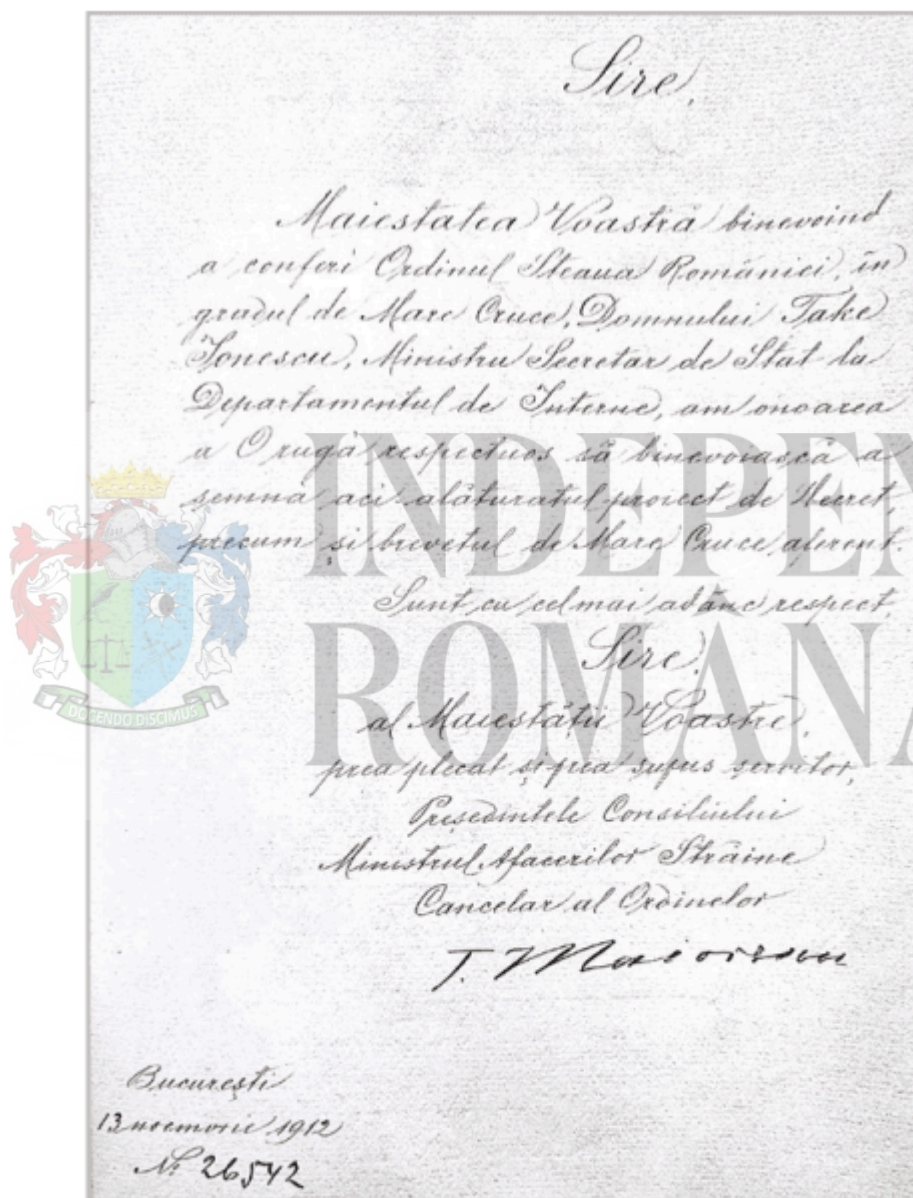 Sire,
Maiestatea Voastră binevoind
a conferi Ordinul Steaua României, în
gradul de Mare Cruce, Domnului Take
Ionescu, Ministru Secretar de Stat la
Departamentul de Interne, am onoarea
a O rugà respectuos să binevoiască a
semna aci alăturatul proiect de Decret,
precum și brevetul de Mare Cruce aferent.
Sunt cu cel mai adânc respect,
Sire,
al Maiestății Voastre,
prea plecat și prea supus servitor,
Președintele Consiliului
Ministrul Afacerilor Străine
Cancelar al Ordinelor
T. Maiorescu
București
13 noemvrie 1912
Nº 26542
INDEPEN
ROMANA
DOCENDO DISCIMUS